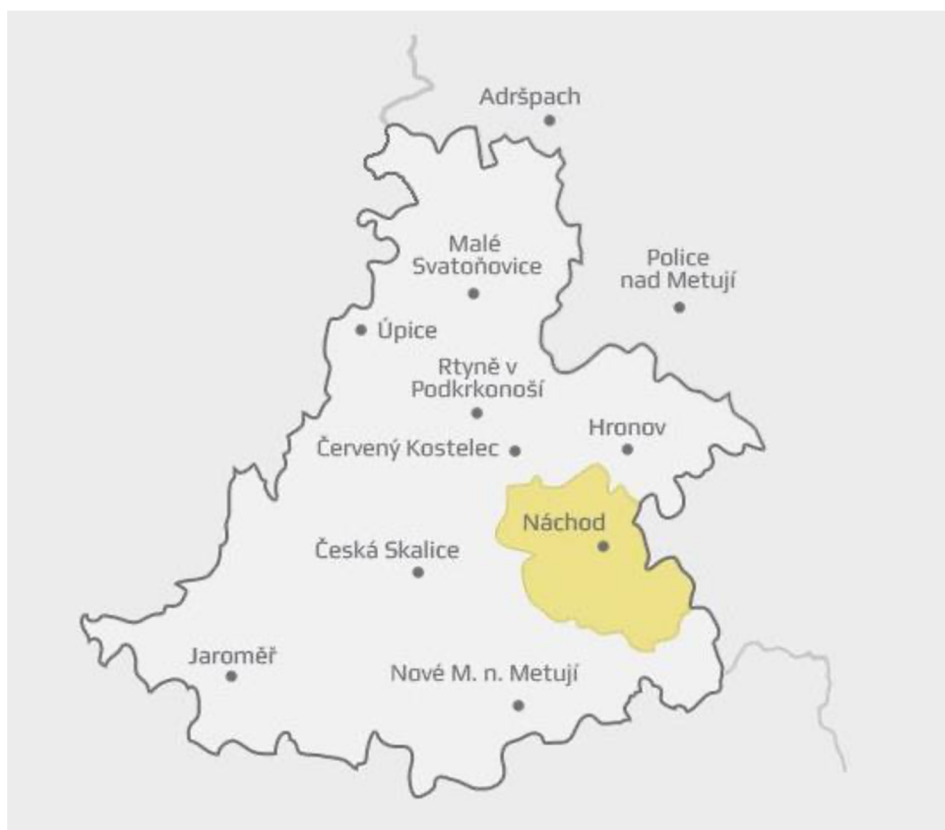 Adršpach
Malé
Svatoňovice
Police
nad Metují
Úpice
Rtyně v
Podkrkonoší
Hronov
Červený Kostelec
Náchod
Česká Skalice
Jaroměř
Nové M. n. Metují